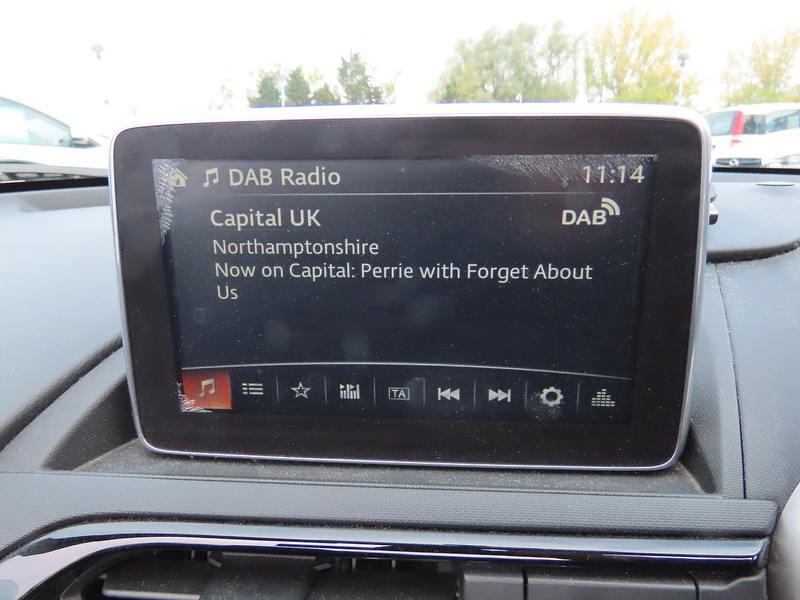 DAB Radio 11:14
Capital UK DAB
Northamptonshire
Now on Capital: Perrie with Forget About
Us
TA